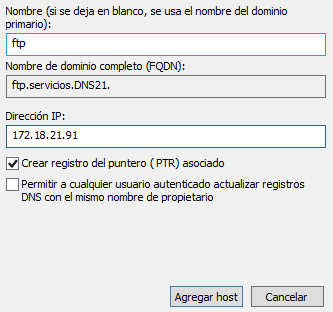 Nombre (si se deja en blanco, se usa el nombre del dominio
primario):
ftp
Nombre de dominio completo (FQDN):
ftp.servicios.DNS21.
Dirección IP:
172.18.21.91
Crear registro del puntero (PTR) asociado
Permitir a cualquier usuario autenticado actualizar registros
DNS con el mismo nombre de propietario
Agregar host
Cancelar